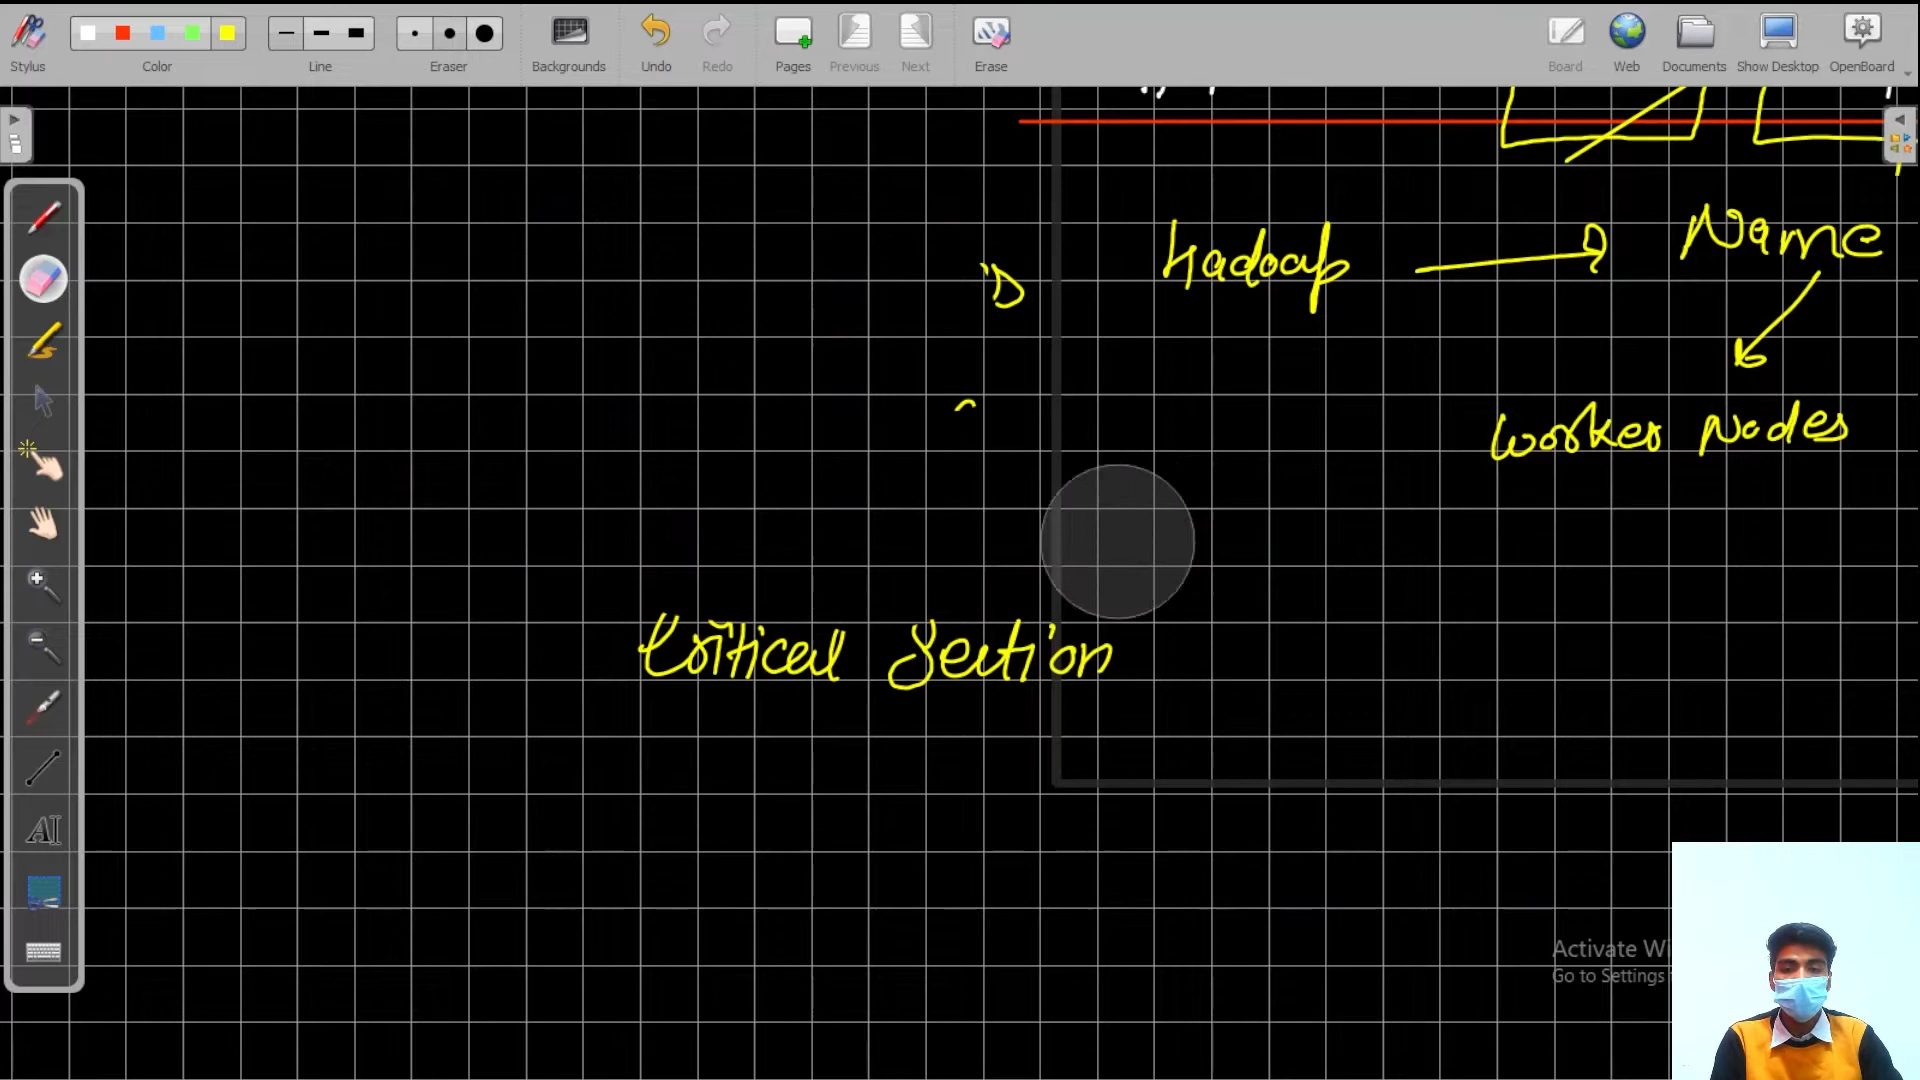 Stylus Color Line Eraser Backgrounds Undo Redo Pages Previous Next Erase Board Web Documents Show Desktop OpenBoard
Hadoop Name
Worker Nodes
Critical Section
Activate Wi
Go to Settings